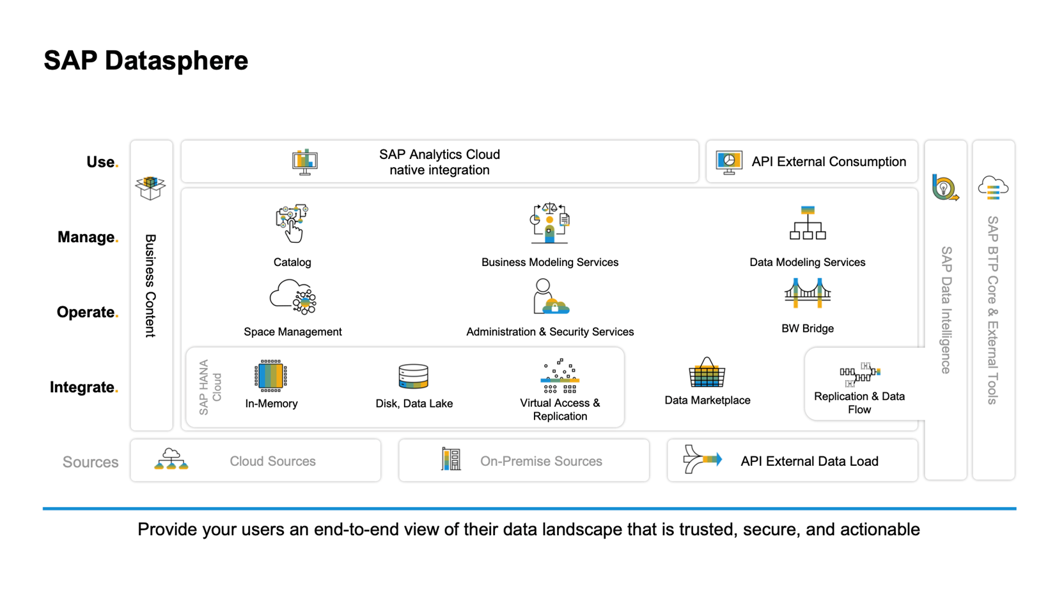 SAP Datasphere
Use.
SAP Analytics Cloud
native integration
API External Consumption
Manage.
Business Content
Catalog
Business Modeling Services
Data Modeling Services
Operate.
Space Management
Administration & Security Services
BW Bridge
Integrate.
SAP HANA
Cloud
In-Memory
Disk, Data Lake
Virtual Access &
Replication
Data Marketplace
Replication & Data
Flow
SAP Data Intelligence
SAP BTP Core & External Tools
Sources
Cloud Sources
On-Premise Sources
API External Data Load
Provide your users an end-to-end view of their data landscape that is trusted, secure, and actionable